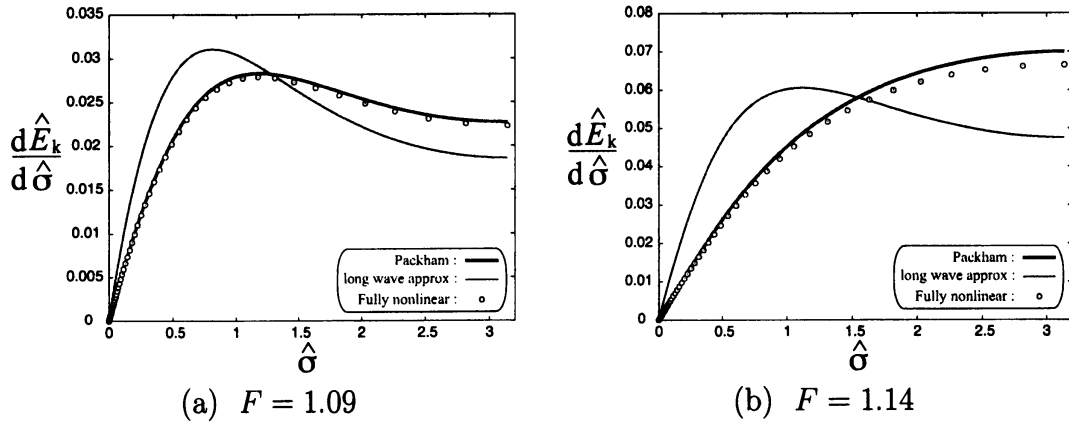 0.035
0.03
0.025
0.02
0.015
0.01
0.005
0
dÊk
dσ̂
Packham :
long wave approx :
Fully nonlinear :
0 0.5 1 1.5 2 2.5 3
σ̂
(a) F = 1.09
0.08
0.07
0.06
0.05
0.04
0.03
0.02
0.01
0
dÊk
dσ̂
Packham :
long wave approx :
Fully nonlinear :
0 0.5 1 1.5 2 2.5 3
σ̂
(b) F = 1.14